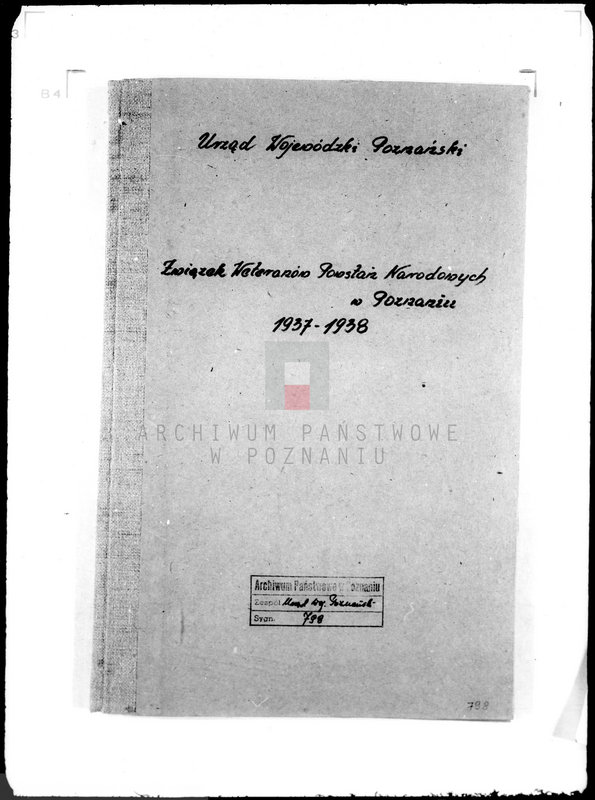 B4
Urząd Wojewódzki Poznański
Związek Weteranów Powstań Narodowych
w Poznaniu
1937-1938
ARCHIWUM PAŃSTWOWE
W POZNANIU
Archiwum Państwowe w Poznaniu
Zespół Urząd Woj. Poznański
Sygn. 798
798